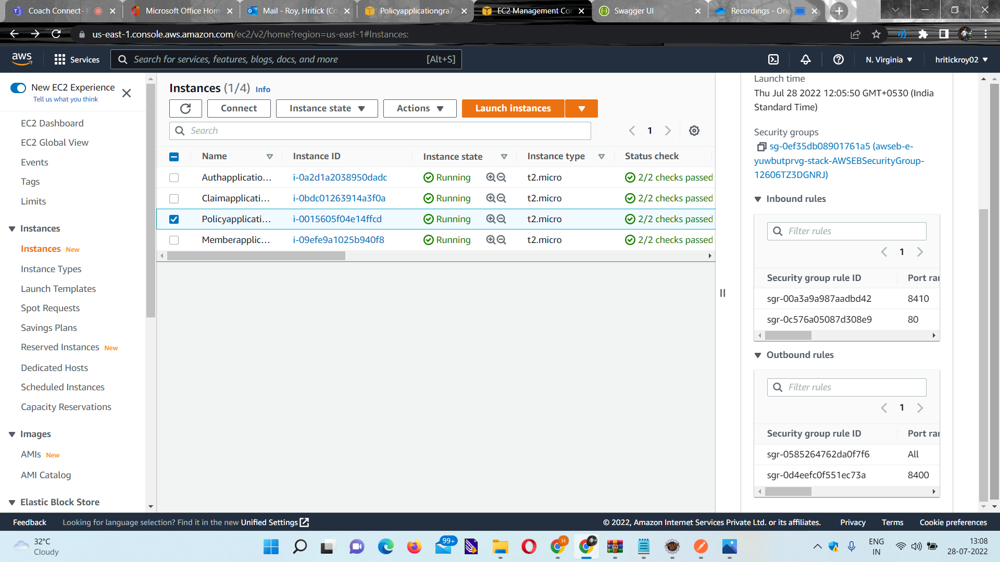 Coach Connect-
Microsoft Office Hom
Mail - Roy, Hritick (Co
Policyapplicationgra7
EC2 Management Co
Swagger UI
Recordings - One
us-east-1.console.aws.amazon.com/ec2/v2/home?region=us-east-1#Instances:
aws
Services
Search for services, features, blogs, docs, and more
[Alt+S]
N. Virginia
hritickroy02
New EC2 Experience
Tell us what you think
EC2 Dashboard
EC2 Global View
Events
Tags
Limits
Instances
Instances New
Instance Types
Launch Templates
Spot Requests
Savings Plans
Reserved Instances New
Dedicated Hosts
Scheduled Instances
Capacity Reservations
Images
AMIs New
AMI Catalog
Elastic Block Store
Instances (1/4) Info
Connect
Instance state
Actions
Launch instances
Search
1
Name Instance ID Instance state Instance type Status check
Authapplicatio... i-0a2d1a2038950dadc Running t2.micro 2/2 checks passed
Claimapplicati... i-0bdc01263914a3f0a Running t2.micro 2/2 checks passed
Policyapplicati... i-0015605f04e14ffcd Running t2.micro 2/2 checks passed
Memberapplic... i-09efe9a1025b940f8 Running t2.micro 2/2 checks passed
Launch time
Thu Jul 28 2022 12:05:50 GMT+0530 (India
Standard Time)
Security groups
sg-0ef35db08901761a5 (awseb-e-
yuwbutprvg-stack-AWSEBSecurityGroup-
12606TZ3DGNRJ)
Inbound rules
Filter rules
1
Security group rule ID Port ran
sgr-00a3a9a987aadbd42 8410
sgr-0c576a05087d308e9 80
Outbound rules
Filter rules
1
Security group rule ID Port ran
sgr-0585264762da0f7f6 All
sgr-0d4eefc0f551ec73a 8400
Feedback
Looking for language selection? Find it in the new Unified Settings
© 2022, Amazon Internet Services Private Ltd. or its affiliates.
Privacy
Terms
Cookie preferences
32°C
Cloudy
99+
H
ENG
IN
13:08
28-07-2022